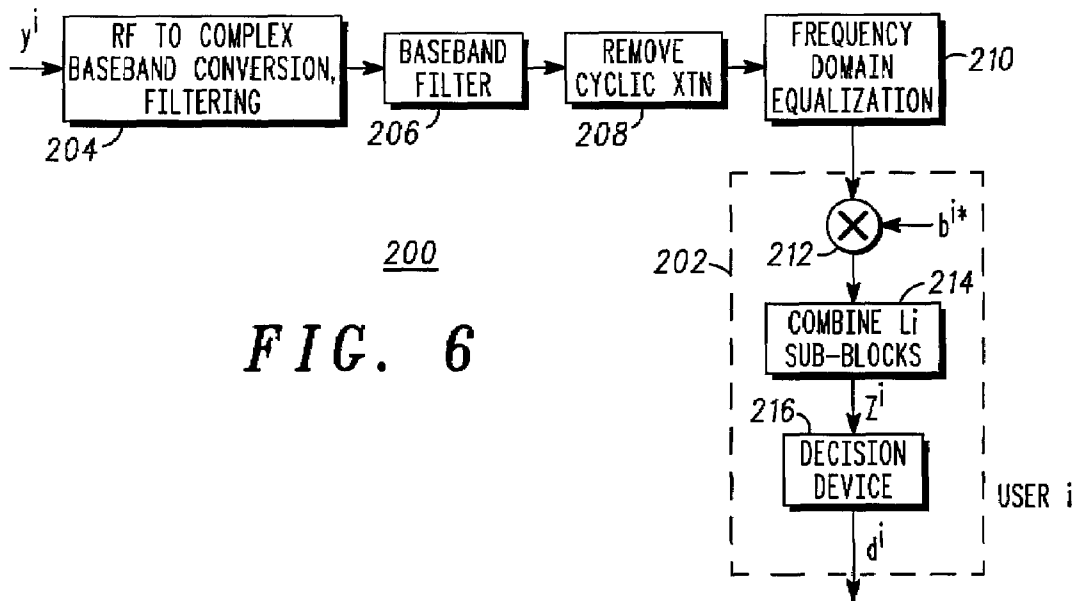 y^i
RF TO COMPLEX
BASEBAND CONVERSION,
FILTERING
204
BASEBAND
FILTER
206
REMOVE
CYCLIC XTN
208
FREQUENCY
DOMAIN
EQUALIZATION
210
b^i*
212
202
200
FIG. 6
214
COMBINE Li
SUB-BLOCKS
Z^i
216
DECISION
DEVICE
USER i
d^i